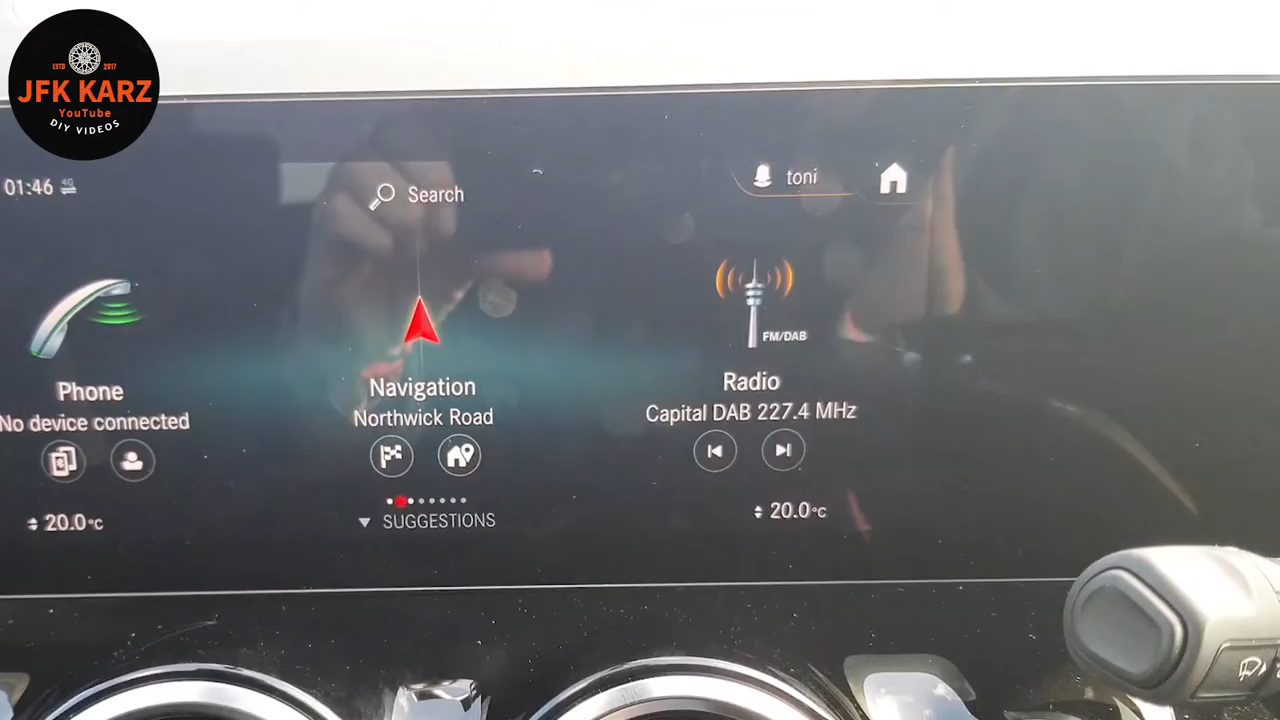 ESTD 2017
JFK KARZ
YouTube
DIY VIDEOS
01:46 4G
Search
toni
FM/DAB
Phone
No device connected
Navigation
Northwick Road
Radio
Capital DAB 227.4 MHz
20.0°C
SUGGESTIONS
20.0°C